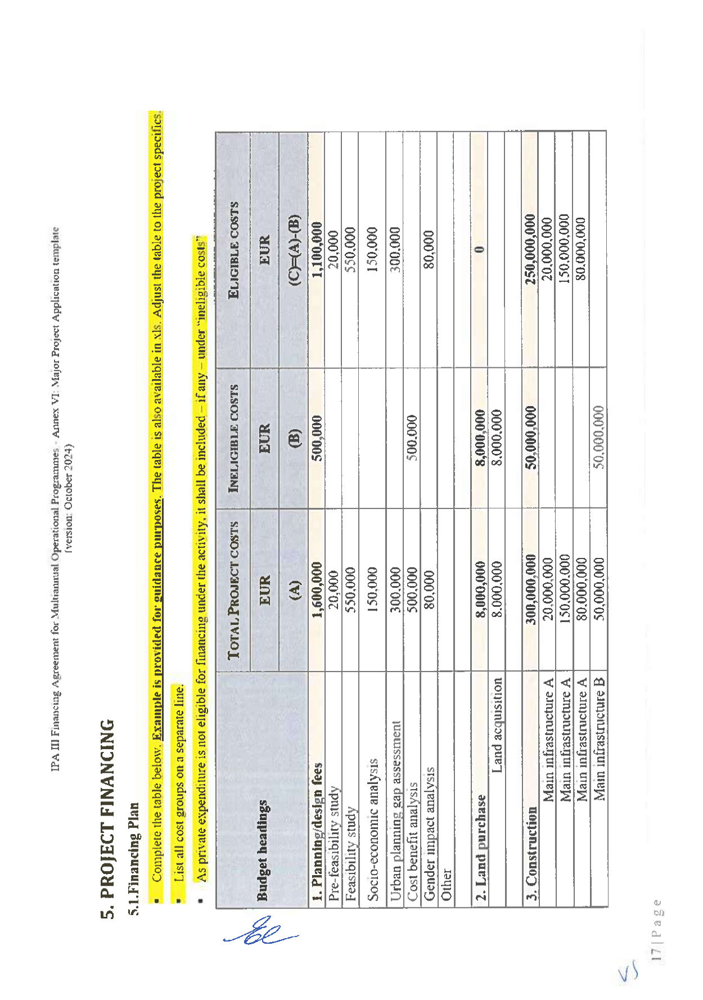 IPA III Financing Agreement for Multiannual Operational Programmes - Annex VI: Major Project Application template
(version: October 2024)
5. PROJECT FINANCING
5.1.Financing Plan
▪ Complete the table below. Example is provided for guidance purposes. The table is also available in xls. Adjust the table to the project specifics.
▪ List all cost groups on a separate line.
▪ As private expenditure is not eligible for financing under the activity, it shall be included – if any – under "ineligible costs"
Budget headings TOTAL PROJECT COSTS INELIGIBLE COSTS ELIGIBLE COSTS
EUR EUR EUR
(A) (B) (C)=(A)-(B)
1. Planning/design fees 1,600,000 500,000 1,100,000
Pre-feasibility study 20,000 20,000
Feasibility study 550,000 550,000
Socio-economic analysis 150,000 150,000
Urban planning gap assessment 300,000 300,000
Cost benefit analysis 500,000 500,000
Gender impact analysis 80,000 80,000
Other
2. Land purchase 8,000,000 8,000,000 0
Land acquisition 8,000,000 8,000,000
3. Construction 300,000,000 50,000,000 250,000,000
Main infrastructure A 20,000,000 20,000,000
Main infrastructure A 150,000,000 150,000,000
Main infrastructure A 80,000,000 80,000,000
Main infrastructure B 50,000,000 50,000,000
17 | Page
VS